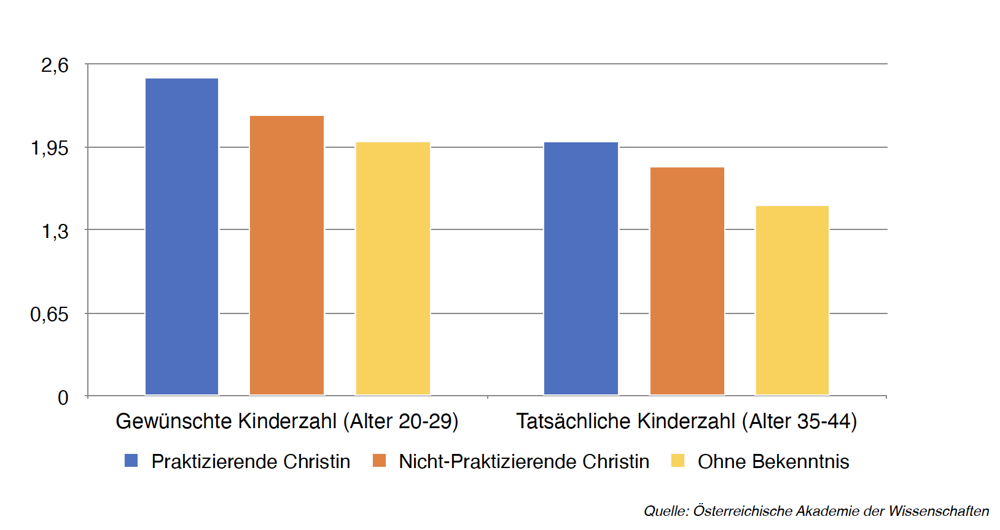 2,6
1,95
1,3
0,65
0
Gewünschte Kinderzahl (Alter 20-29) Tatsächliche Kinderzahl (Alter 35-44)
Praktizierende Christin Nicht-Praktizierende Christin Ohne Bekenntnis
Quelle: Österreichische Akademie der Wissenschaften